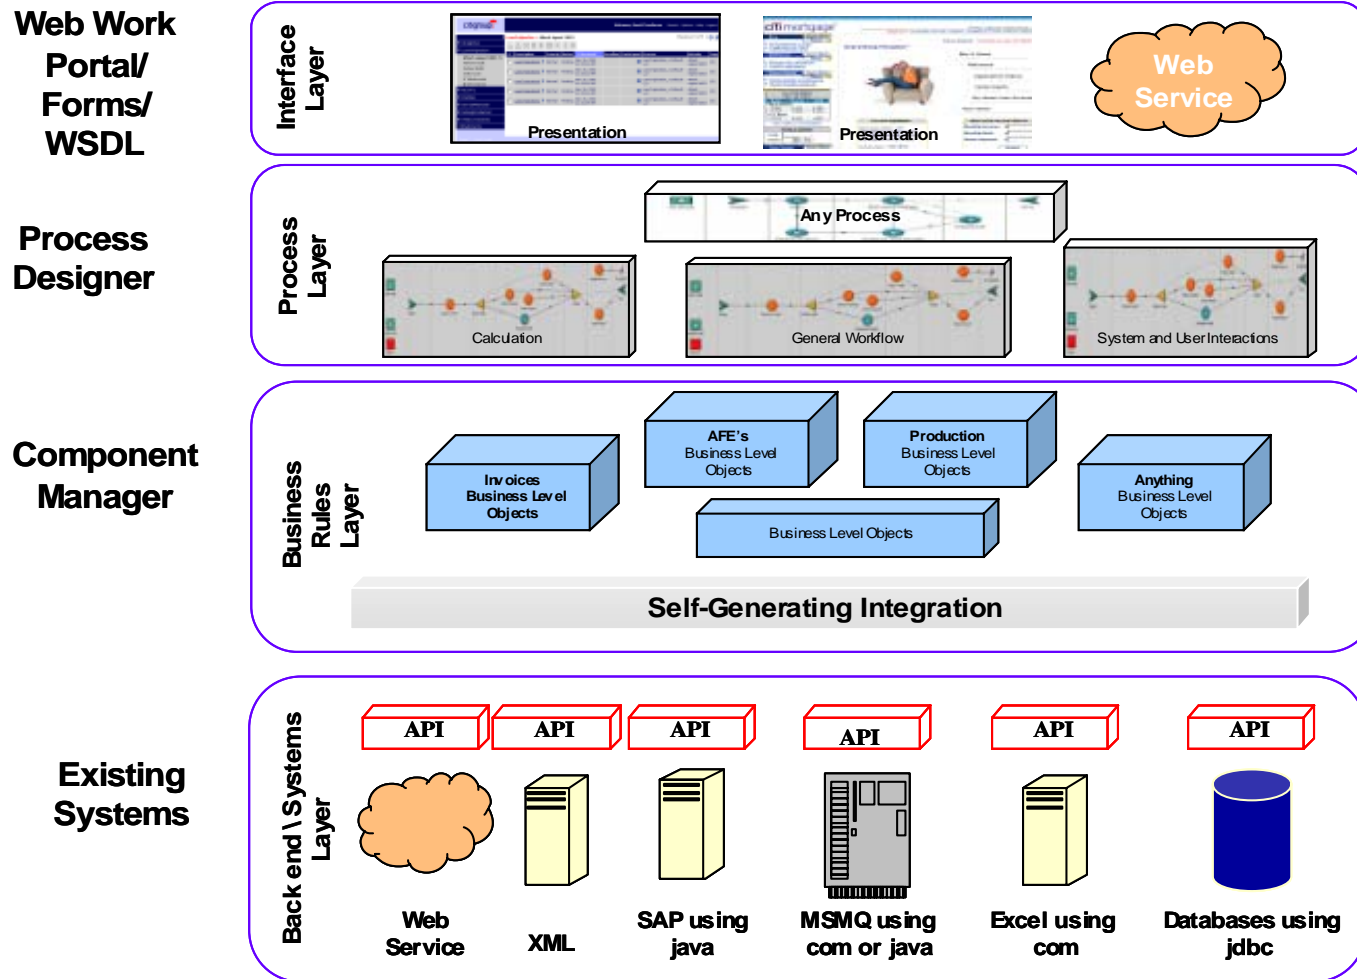 Web Work
Portal/
Forms/
WSDL
Interface
Layer
citigroup
Presentation
citimortgage
Presentation
Web
Service
Process
Designer
Process
Layer
Any Process
Calculation
General Workflow
System and User Interactions
Component
Manager
Business
Rules
Layer
Invoices
Business Level
Objects
AFE's
Business Level
Objects
Production
Business Level
Objects
Anything
Business Level
Objects
Business Level Objects
Self-Generating Integration
Existing
Systems
Back end\Systems
Layer
API
API
API
API
API
API
Web
Service
XML
SAP using
java
MSMQ using
com or java
Excel using
com
Databases using
jdbc